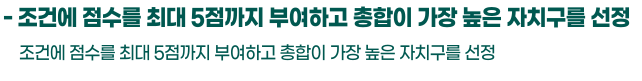 - 조건에 점수를 최대 5점까지 부여하고 총합이 가장 높은 자치구를 선정
조건에 점수를 최대 5점까지 부여하고 총합이 가장 높은 자치구를 선정